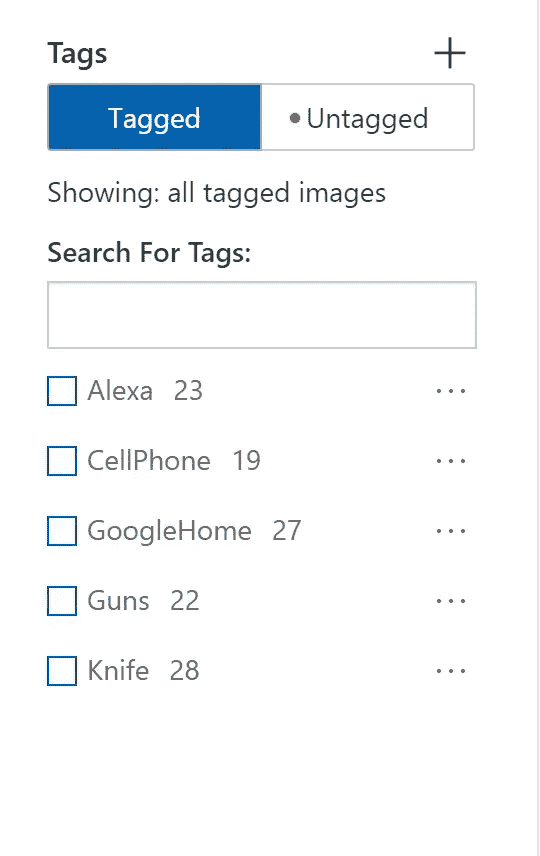 Tags
Tagged Untagged
Showing: all tagged images
Search For Tags:
Alexa 23
CellPhone 19
GoogleHome 27
Guns 22
Knife 28